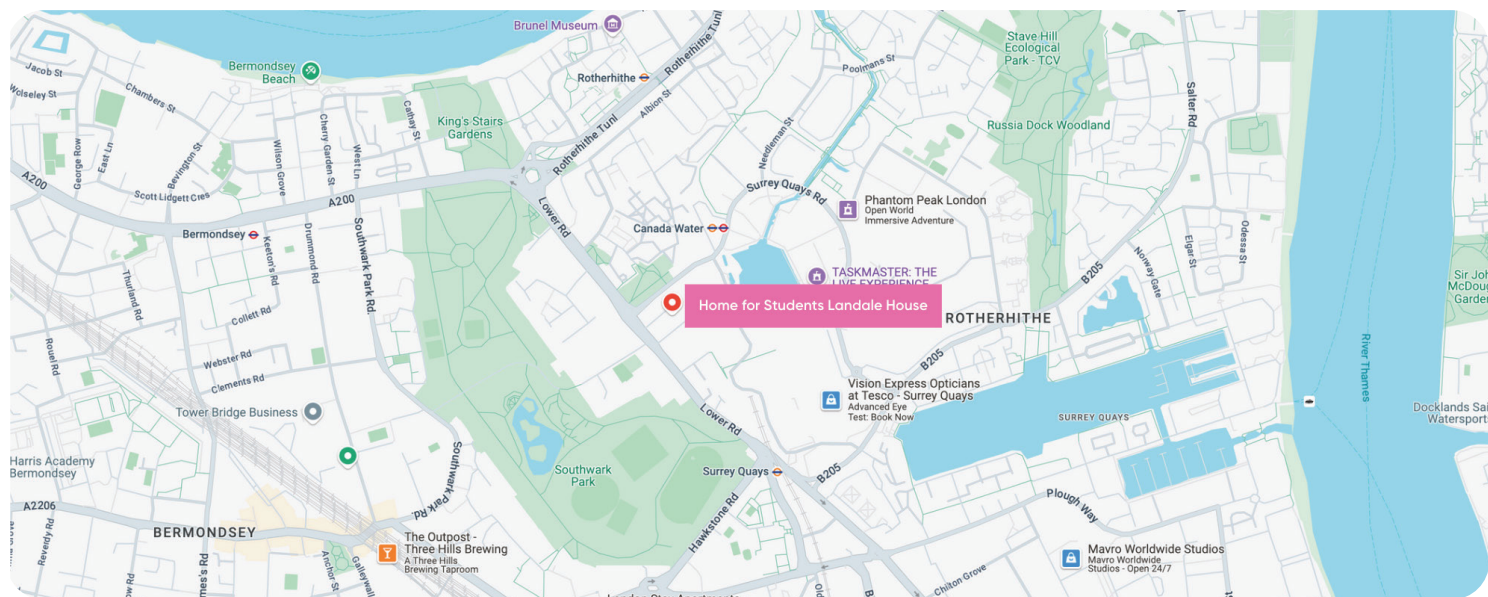 Brunel Museum
Rotherhithe Tunl
Stave Hill
Ecological
Park - TCV
Jacob St
Bermondsey
Beach
Rotherhithe
Poolmans St
Wolseley St
Chambers St
Albion St
Salter Rd
Cathay St
King's Stairs
Gardens
Cherry Garden St
West Ln
Rotherhithe Tunl
Needleman St
Russia Dock Woodland
George Row
East Ln
Bevington St
Wilson Grove
A200
Scott Lidgett Cres
A200
Surrey Quays Rd
Phantom Peak London
Open World
Immersive Adventure
Lower Rd
Canada Water
Bermondsey
Keeton's Rd
Drummond Rd
Southwark Park Rd.
Odessa St
Elgar St
Norway Gate
B205
Thurland Rd
TASKMASTER: THE
LIVE EXPERIENCE
Sir Joh
McDoug
Garden
Home for Students Landale House
ROTHERHITHE
Collett Rd
Rouel Rd
Webster Rd
Clements Rd
B205
River Thames
Vision Express Opticians
at Tesco - Surrey Quays
Advanced Eye
Test: Book Now
Tower Bridge Business
Lower Rd
SURREY QUAYS
Docklands Sai
Watersports
Harris Academy
Bermondsey
Southwark Park Rd.
Southwark
Park
Surrey Quays
B205
A2206
Reverdy Rd
Hawkstone Rd
Plough Way
BERMONDSEY
The Outpost -
Three Hills Brewing
A Three Hills
Brewing Taproom
Mavro Worldwide Studios
Mavro Worldwide
Studios - Open 24/7
mes's Rd
Anchor St
Galleywall
Chilton Grove
Old